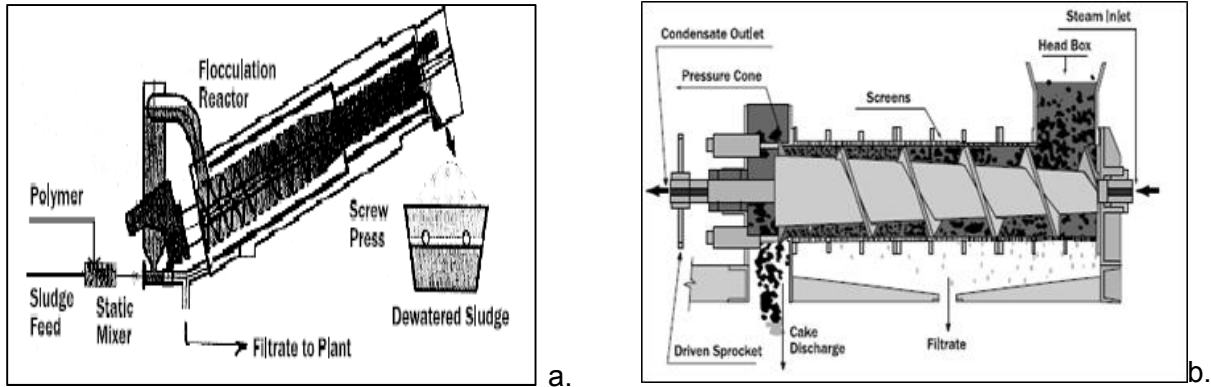 Flocculation
Reactor
Polymer
Sludge
Feed
Static
Mixer
Screw
Press
Dewatered Sludge
Filtrate to Plant
a.
Steam Inlet
Condensate Outlet
Head Box
Pressure Cone
Screens
Cake
Discharge
Driven Sprocket
Filtrate
b.